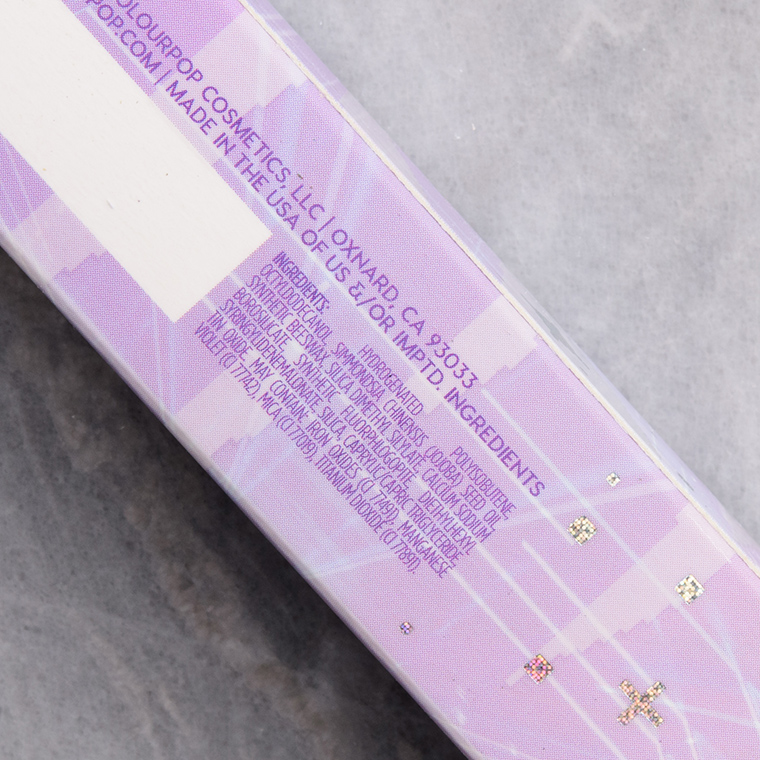 OLOURPOP COSMETICS, LLC | OXNARD, CA 93033
POP.COM | MADE IN THE USA OF US &/OR IMPTD. INGREDIENTS
INGREDIENTS: HYDROGENATED POLYISOBUTENE,
OCTYLDODECANOL, SIMMONDSIA CHINENSIS (JOJOBA) SEED OIL,
SYNTHETIC BEESWAX, SILICA DIMETHYL SILYLATE, CALCIUM SODIUM
BOROSILICATE, SYNTHETIC FLUORPHLOGOPITE, DIETHYLHEXYL
SYRINGYLIDENEMALONATE, SILICA, CAPRYLIC/CAPRIC TRIGLYCERIDE,
TIN OXIDE. MAY CONTAIN: IRON OXIDES (CI 77491), MANGANESE
VIOLET (CI 77742), MICA (CI 77019), TITANIUM DIOXIDE (CI 77891).